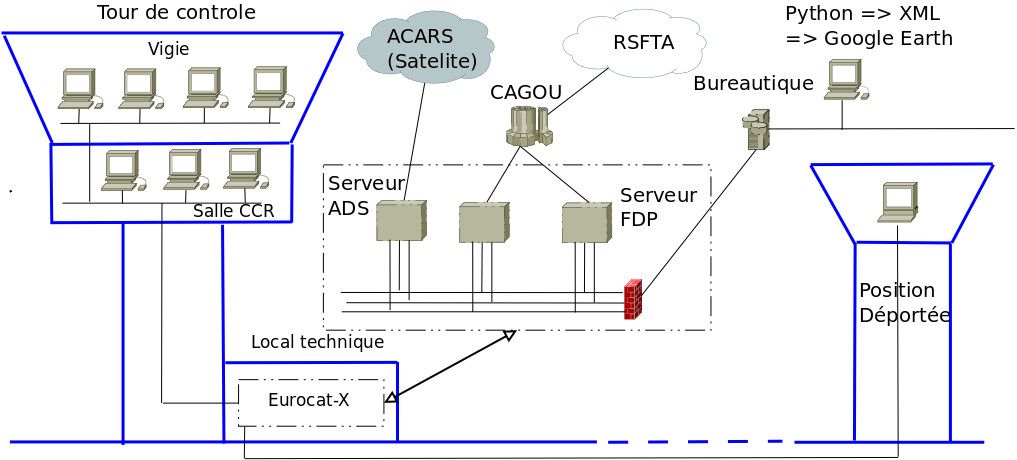 Tour de controle
Vigie
Salle CCR
ACARS
(Satelite)
RSFTA
CAGOU
Python => XML
=> Google Earth
Bureautique
Serveur
ADS
Serveur
FDP
Position
Déportée
Local technique
Eurocat-X